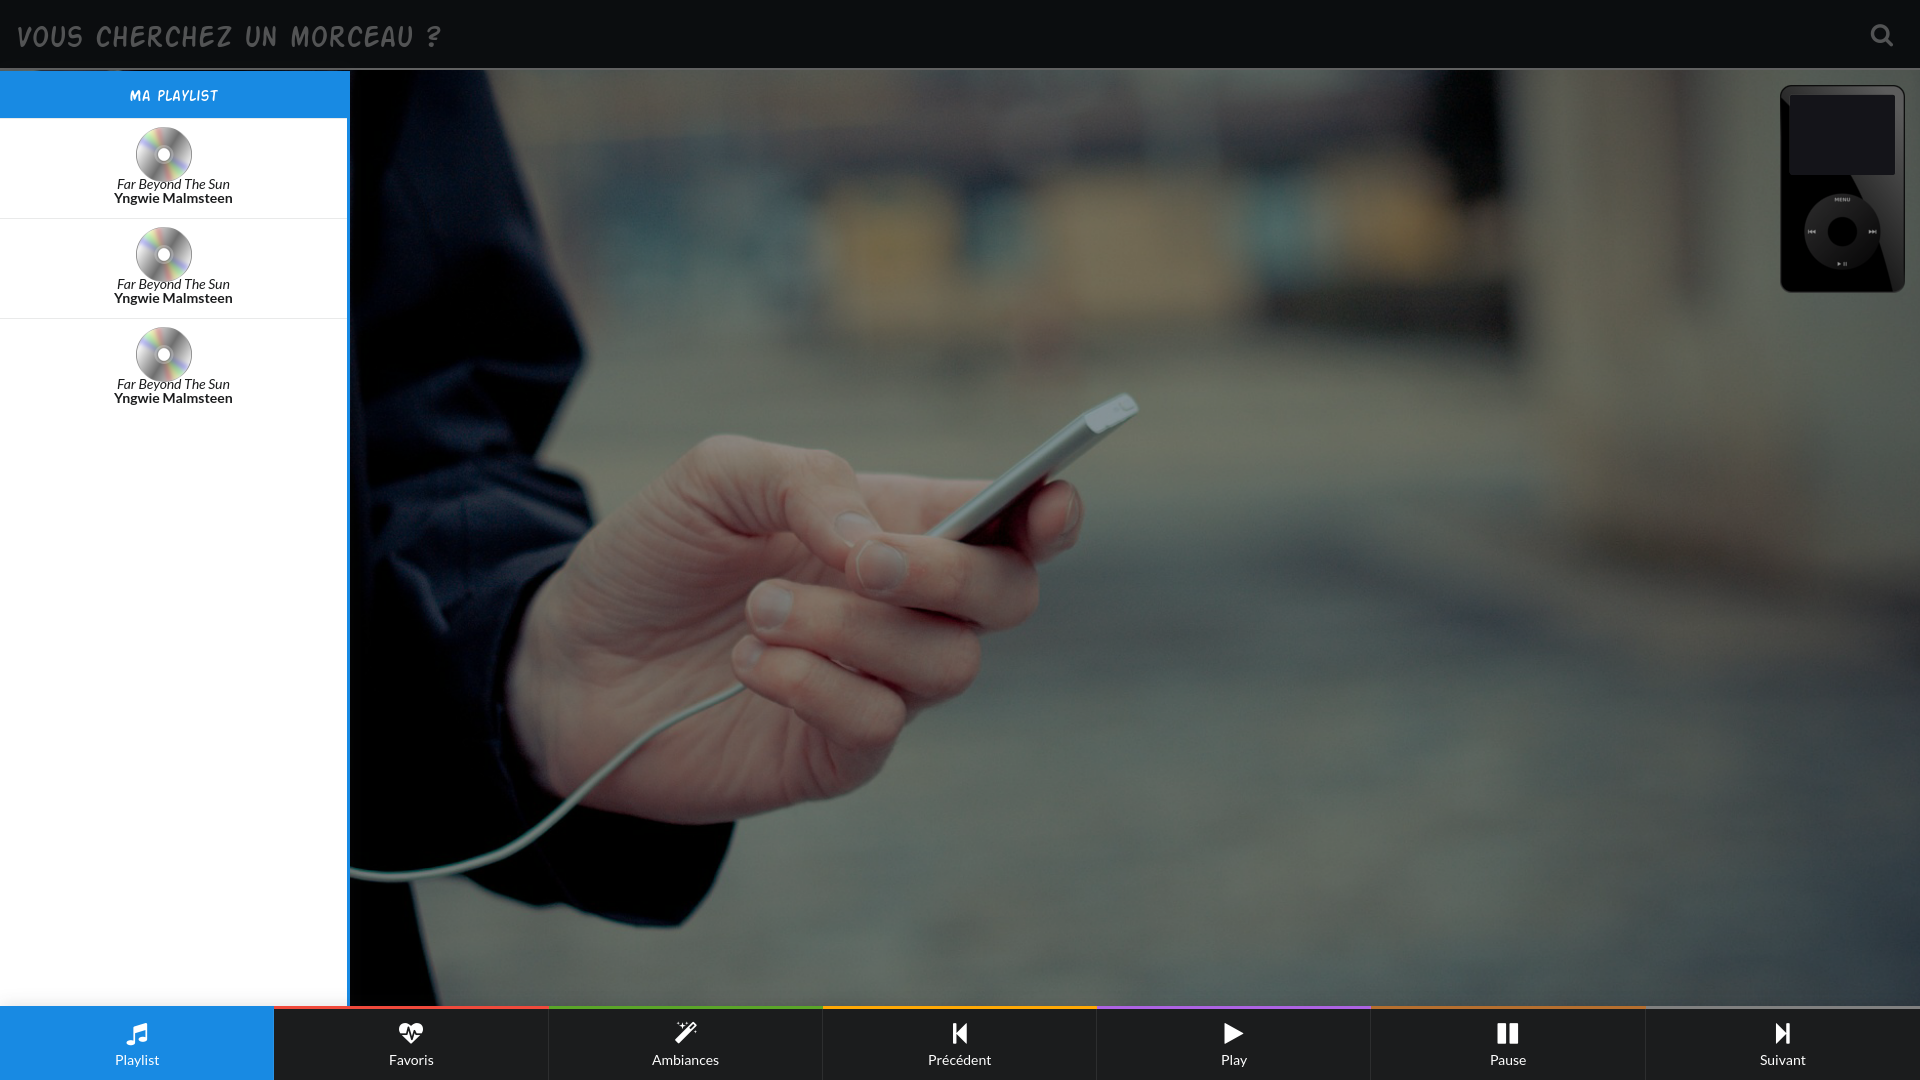 VOUS CHERCHEZ UN MORCEAU ?
MA PLAYLIST
Far Beyond The Sun
Yngwie Malmsteen
Far Beyond The Sun
Yngwie Malmsteen
Far Beyond The Sun
Yngwie Malmsteen
MENU
Playlist
Favoris
Ambiances
Précédent
Play
Pause
Suivant